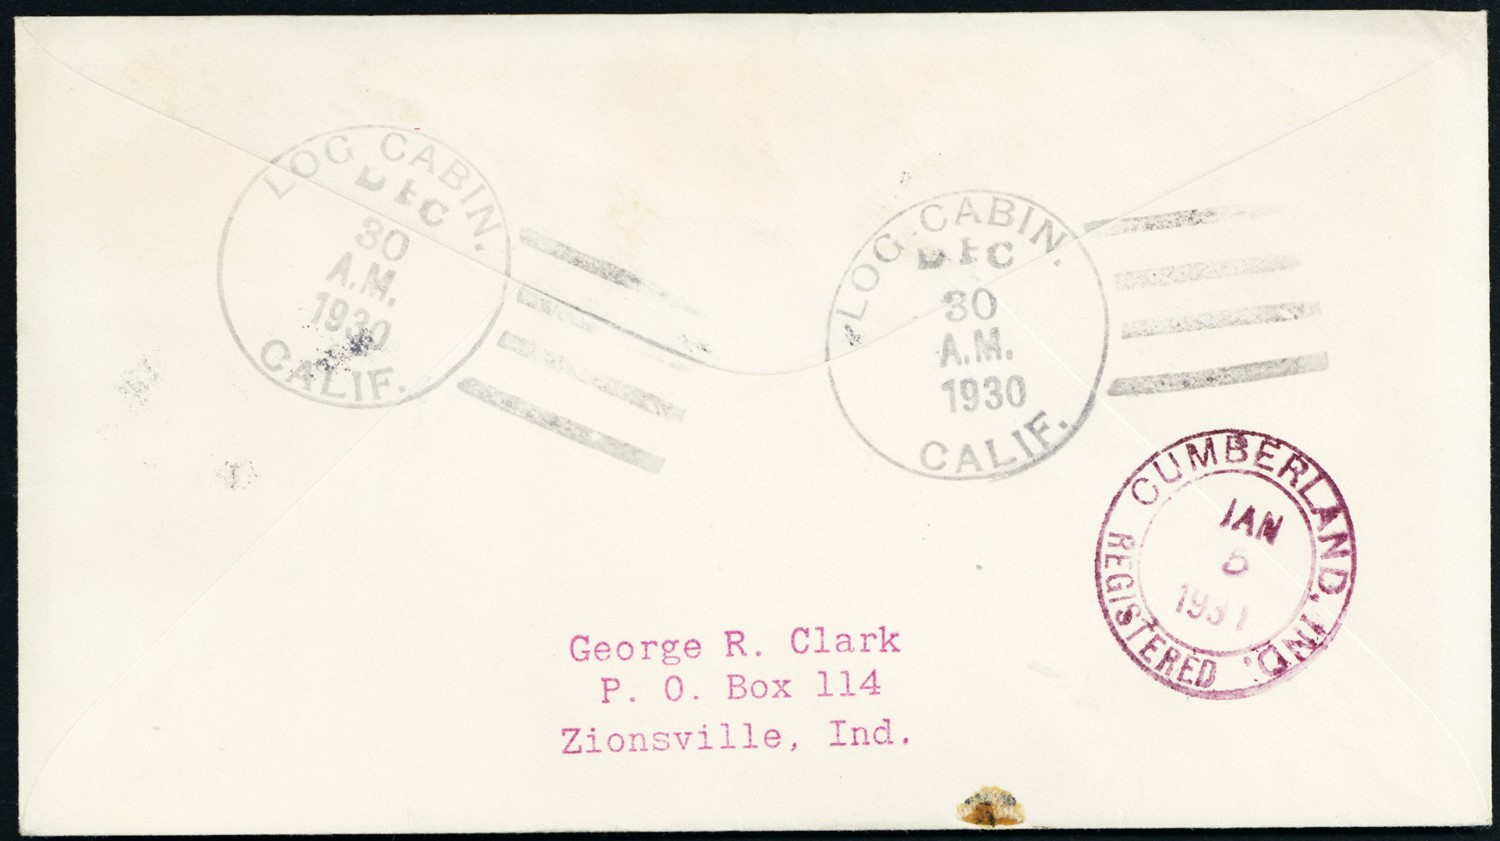 LOG CABIN.
DEC
30
A.M.
1930
CALIF.
LOG CABIN.
DEC
30
A.M.
1930
CALIF.
CUMBERLAND, IND.
JAN
5
1931
REGISTERED
George R. Clark
P. O. Box 114
Zionsville, Ind.